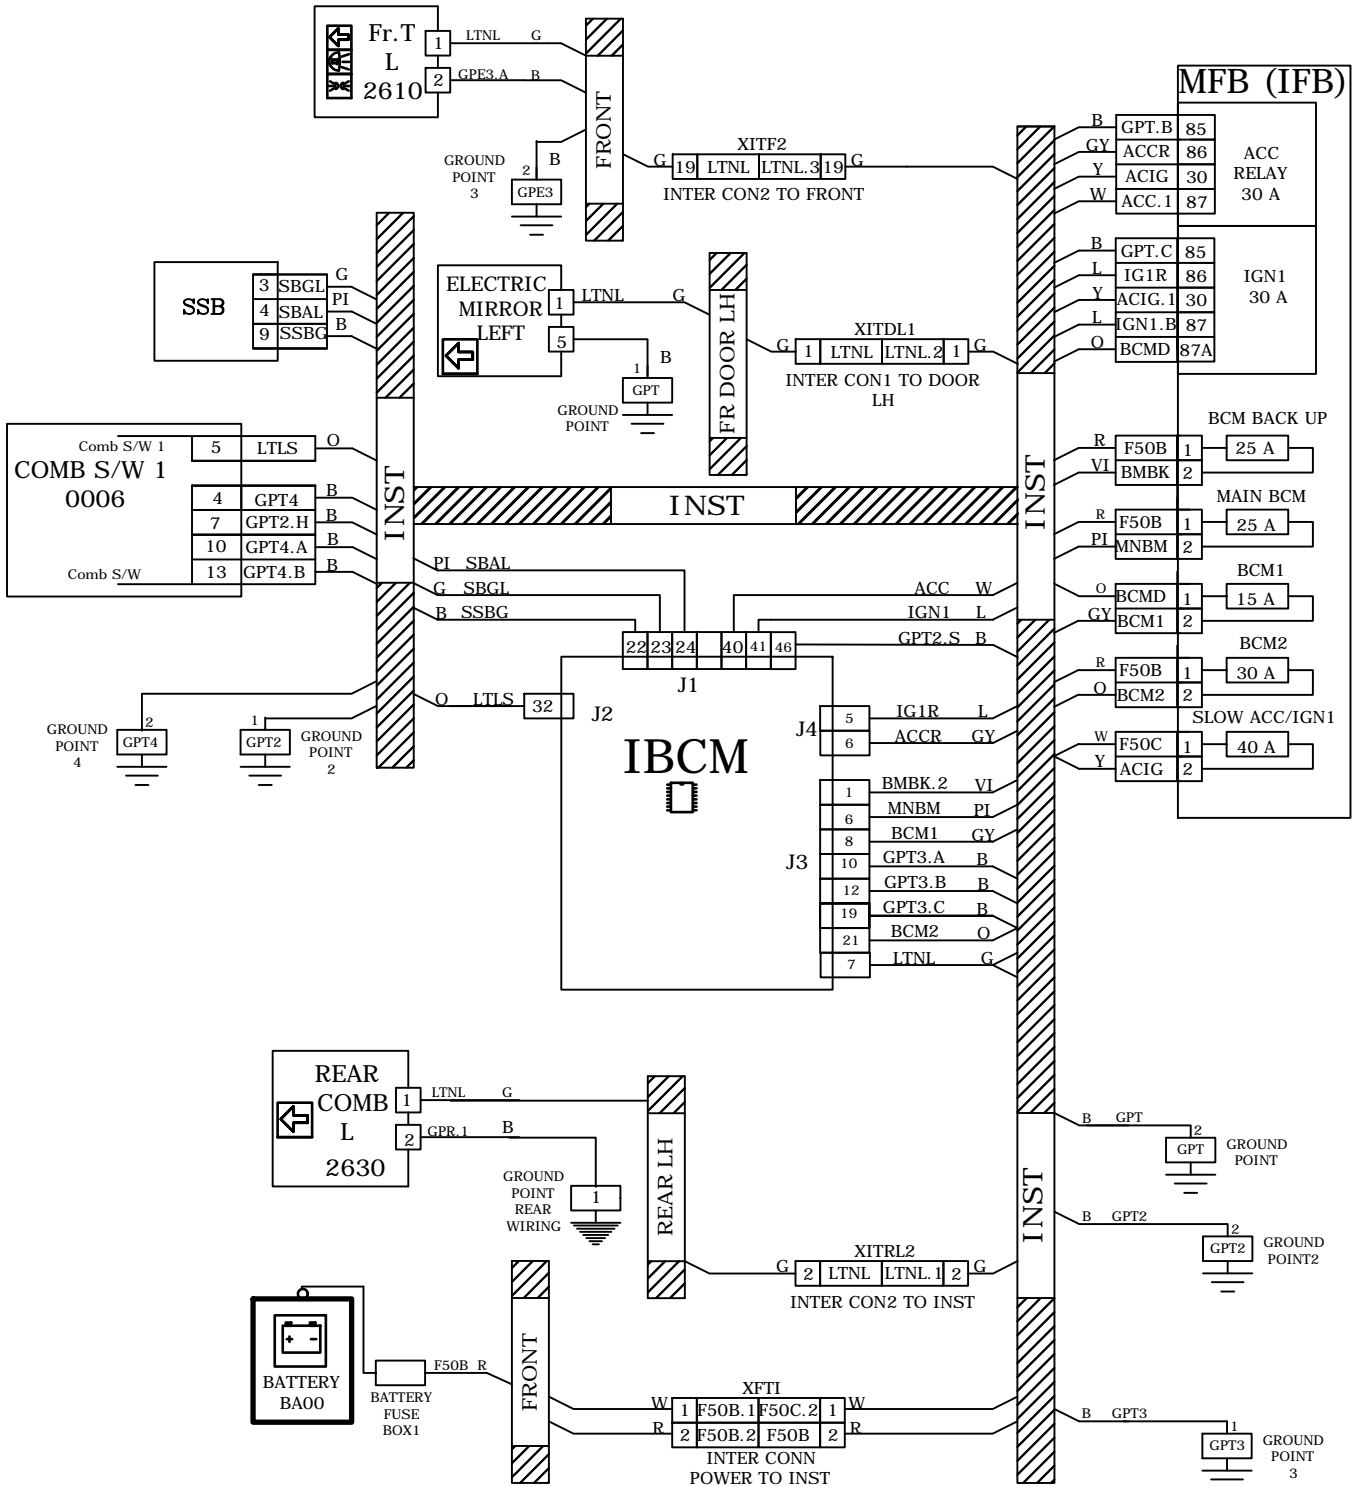 Fr.T
L
2610
1 LTNL G
2 GPE3.A B
GROUND
POINT
3
2 B
GPE3
FRONT
XITF2
G 19 LTNL LTNL.3 19 G
INTER CON2 TO FRONT
MFB (IFB)
B GPT.B 85
GY ACCR 86
Y ACIG 30
W ACC.1 87
ACC
RELAY
30 A
B GPT.C 85
L IG1R 86
Y ACIG.1 30
L IGN1.B 87
O BCMD 87A
IGN1
30 A
SSB
3 SBGL G
4 SBAL PI
9 SSBG B
ELECTRIC
MIRROR
LEFT
1 LTNL G
5
B
1
GPT
GROUND
POINT
FR DOOR LH
XITDL1
G 1 LTNL LTNL.2 1 G
INTER CON1 TO DOOR
LH
Comb S/W 1
COMB S/W 1
0006
Comb S/W
5 LTLS O
4 GPT4 B
7 GPT2.H B
10 GPT4.A B
13 GPT4.B B
INST
INST
INST
BCM BACK UP
R F50B 1 25 A
VI BMBK 2
MAIN BCM
R F50B 1 25 A
PI MNBM 2
BCM1
O BCMD 1 15 A
GY BCM1 2
BCM2
R F50B 1 30 A
O BCM2 2
SLOW ACC/IGN1
W F50C 1 40 A
Y ACIG 2
PI SBAL
G SBGL
B SSBG
ACC W
IGN1 L
GPT2.S B
22 23 24 40 41 46
J1
O LTLS 32
J2
IBCM
J4
5 IG1R L
6 ACCR GY
J3
1 BMBK.2 VI
6 MNBM PI
8 BCM1 GY
10 GPT3.A B
12 GPT3.B B
19 GPT3.C B
21 BCM2 O
7 LTNL G
GROUND
POINT
4
2
GPT4
1
GPT2
GROUND
POINT
2
REAR
COMB
L
2630
1 LTNL G
2 GPR.1 B
GROUND
POINT
REAR
WIRING
1
REAR LH
XITRL2
G 2 LTNL LTNL.1 2 G
INTER CON2 TO INST
INST
B GPT
2
GPT
GROUND
POINT
B GPT2
2
GPT2
GROUND
POINT2
B GPT3
1
GPT3
GROUND
POINT
3
+ -
BATTERY
BA00
BATTERY
FUSE
BOX1
F50B R
FRONT
XFTI
W 1 F50B.1 F50C.2 1 W
R 2 F50B.2 F50B 2 R
INTER CONN
POWER TO INST